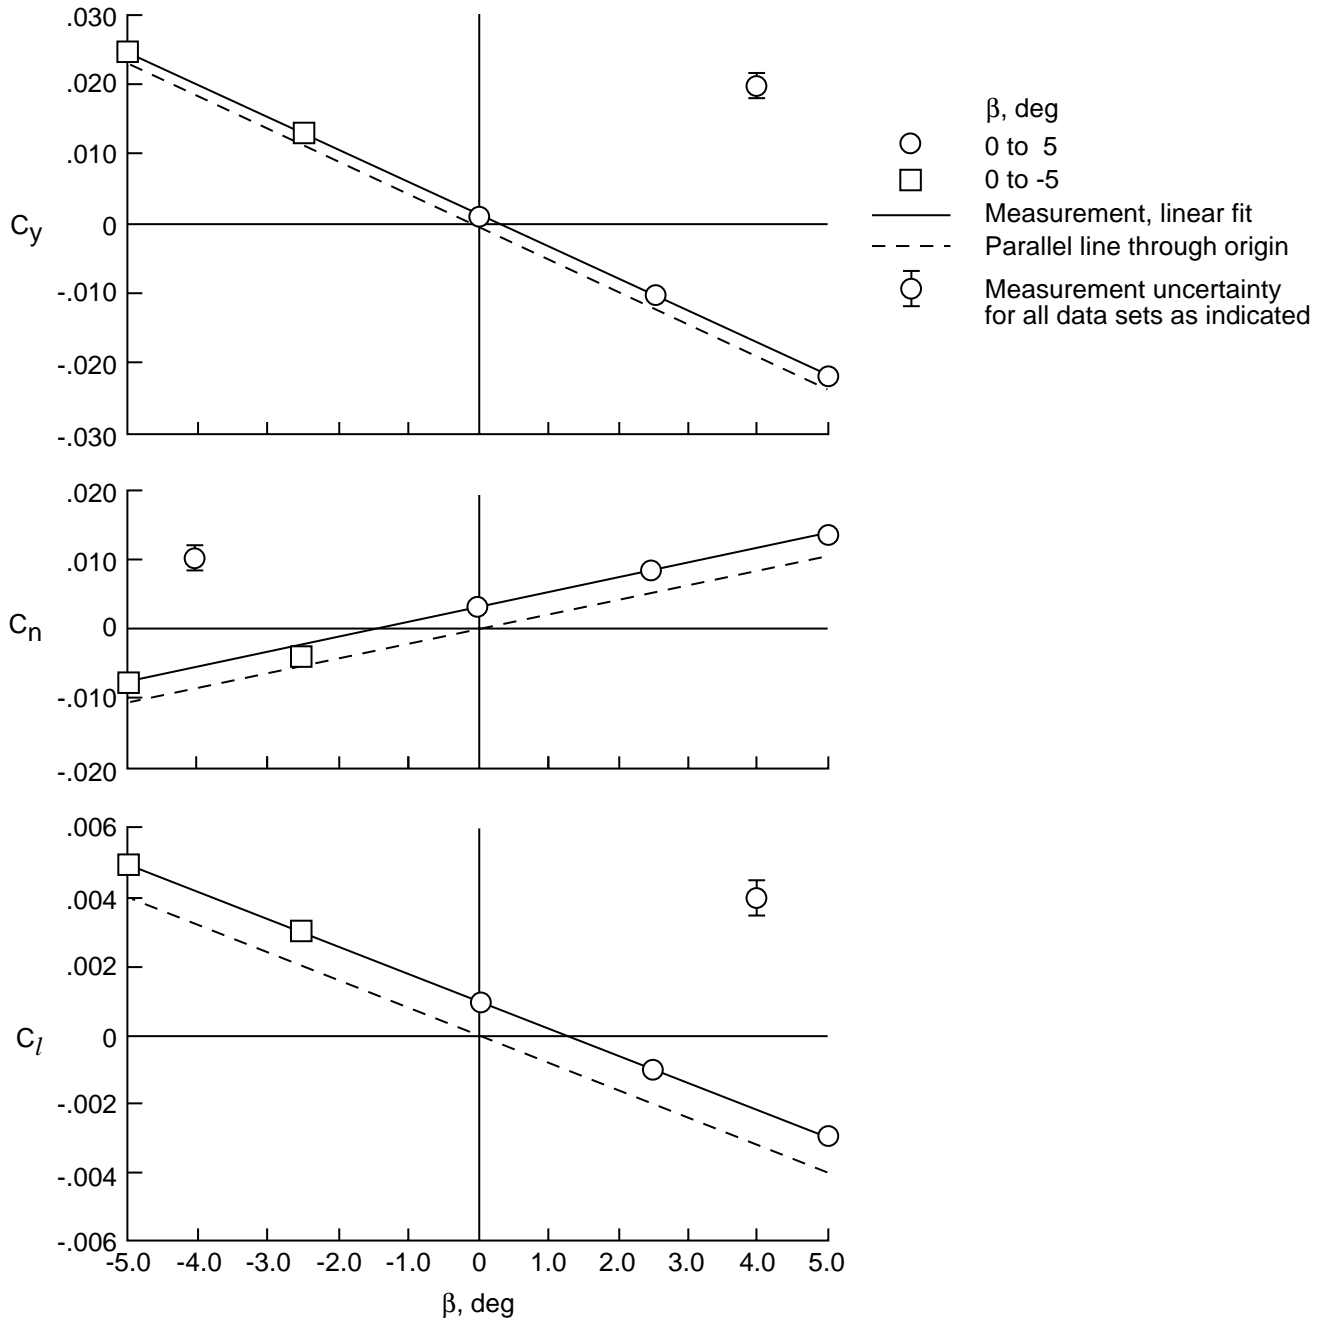 .030
.020
.010
0
-.010
-.020
-.030
Cy
β, deg
0 to 5
0 to -5
Measurement, linear fit
Parallel line through origin
Measurement uncertainty
for all data sets as indicated
.020
.010
0
-.010
-.020
Cn
.006
.004
.002
0
-.002
-.004
-.006
Cl
-5.0 -4.0 -3.0 -2.0 -1.0 0 1.0 2.0 3.0 4.0 5.0
β, deg